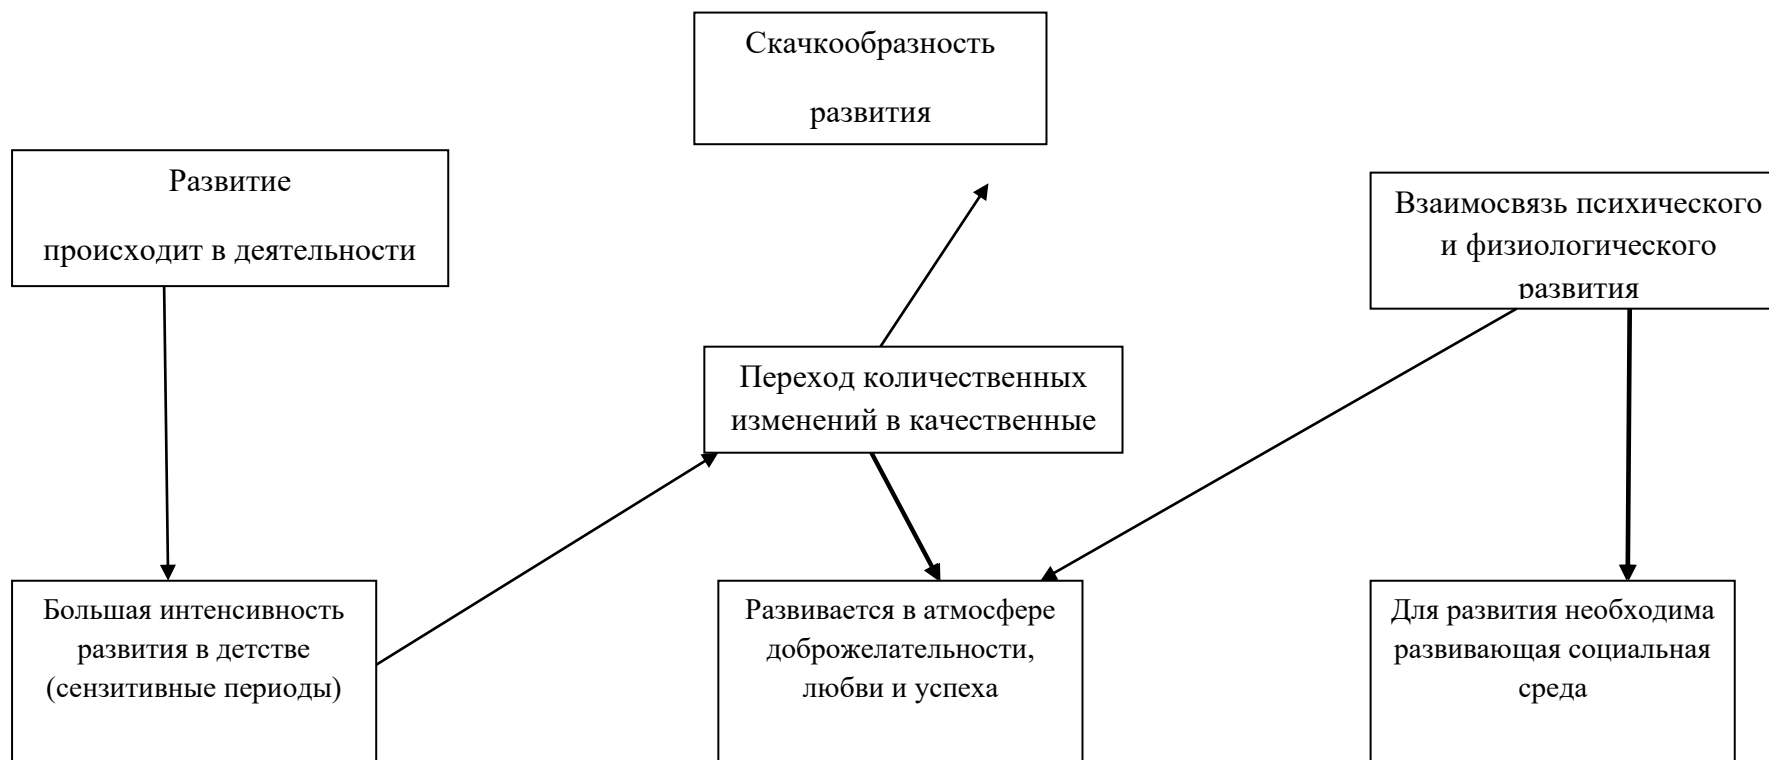 Скачкообразность
развития
Развитие
происходит в деятельности
Взаимосвязь психического
и физиологического
развития
Переход количественных
изменений в качественные
Большая интенсивность
развития в детстве
(сензитивные периоды)
Развивается в атмосфере
доброжелательности,
любви и успеха
Для развития необходима
развивающая социальная
среда